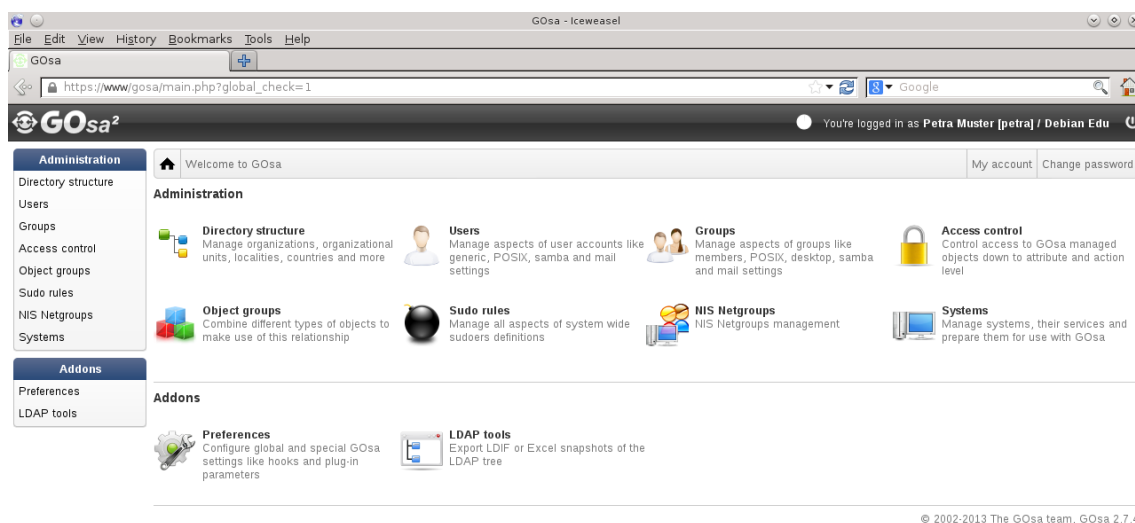 GOsa - Iceweasel
File Edit View History Bookmarks Tools Help
GOsa
https://www/gosa/main.php?global_check=1
Google
GOsa²
You're logged in as Petra Muster [petra] / Debian Edu
Administration
Directory structure
Users
Groups
Access control
Object groups
Sudo rules
NIS Netgroups
Systems
Addons
Preferences
LDAP tools
Welcome to GOsa
My account
Change password
Administration
Directory structure
Manage organizations, organizational
units, localities, countries and more
Users
Manage aspects of user accounts like
generic, POSIX, samba and mail
settings
Groups
Manage aspects of groups like
members, POSIX, desktop, samba
and mail settings
Access control
Control access to GOsa managed
objects down to attribute and action
level
Object groups
Combine different types of objects to
make use of this relationship
Sudo rules
Manage all aspects of system wide
sudoers definitions
NIS Netgroups
NIS Netgroups management
Systems
Manage systems, their services and
prepare them for use with GOsa
Addons
Preferences
Configure global and special GOsa
settings like hooks and plug-in
parameters
LDAP tools
Export LDIF or Excel snapshots of the
LDAP tree
© 2002-2013 The GOsa team, GOsa 2.7.4